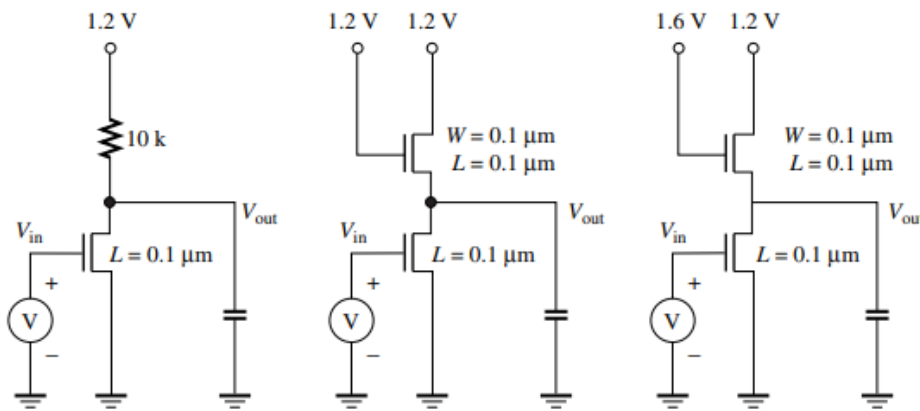 1.2 V
10 k
Vin
Vout
L = 0.1 μm
+
V
−
1.2 V 1.2 V
W = 0.1 μm
L = 0.1 μm
Vin
Vout
L = 0.1 μm
+
V
−
1.6 V 1.2 V
W = 0.1 μm
L = 0.1 μm
Vin
Vou
L = 0.1 μm
+
V
−